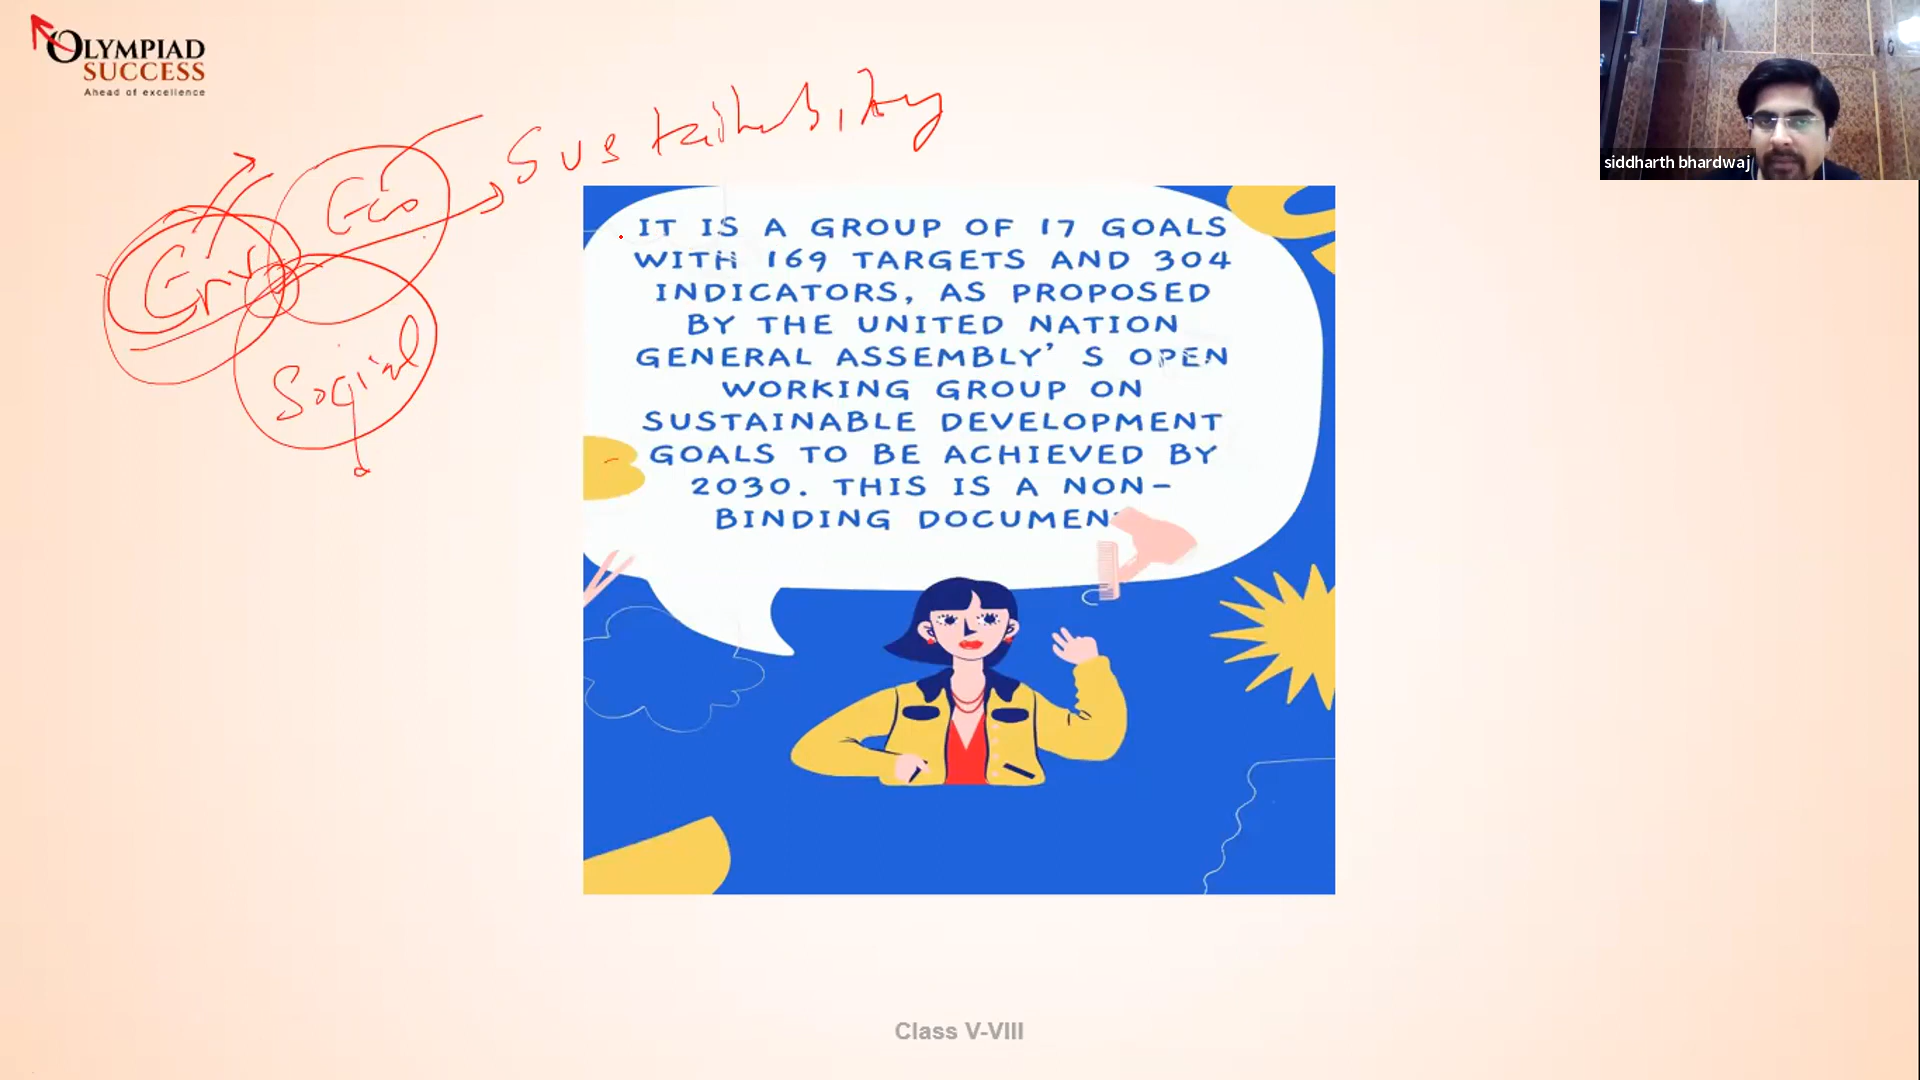 OLYMPIAD
SUCCESS
Ahead of excellence
siddharth bhardwaj
Sustainability
Eco
Env
Social
IT IS A GROUP OF 17 GOALS
WITH 169 TARGETS AND 304
INDICATORS, AS PROPOSED
BY THE UNITED NATION
GENERAL ASSEMBLY' S OPEN
WORKING GROUP ON
SUSTAINABLE DEVELOPMENT
GOALS TO BE ACHIEVED BY
2030. THIS IS A NON-
BINDING DOCUMEN
Class V-VIII